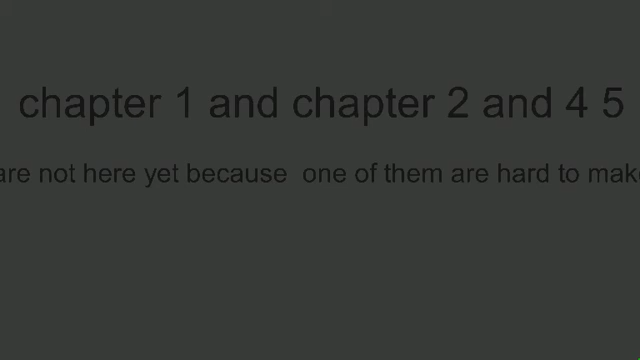 chapter 1 and chapter 2 and 4 5
are not here yet because  one of them are hard to make